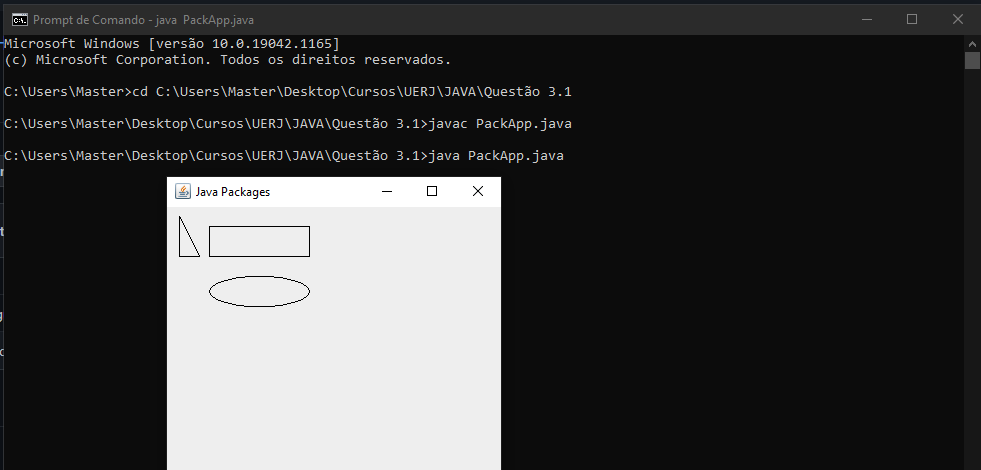 Prompt de Comando - java  PackApp.java
Microsoft Windows [versão 10.0.19042.1165]
(c) Microsoft Corporation. Todos os direitos reservados.
C:\Users\Master>cd C:\Users\Master\Desktop\Cursos\UERJ\JAVA\Questão 3.1
C:\Users\Master\Desktop\Cursos\UERJ\JAVA\Questão 3.1>javac PackApp.java
C:\Users\Master\Desktop\Cursos\UERJ\JAVA\Questão 3.1>java PackApp.java
Java Packages